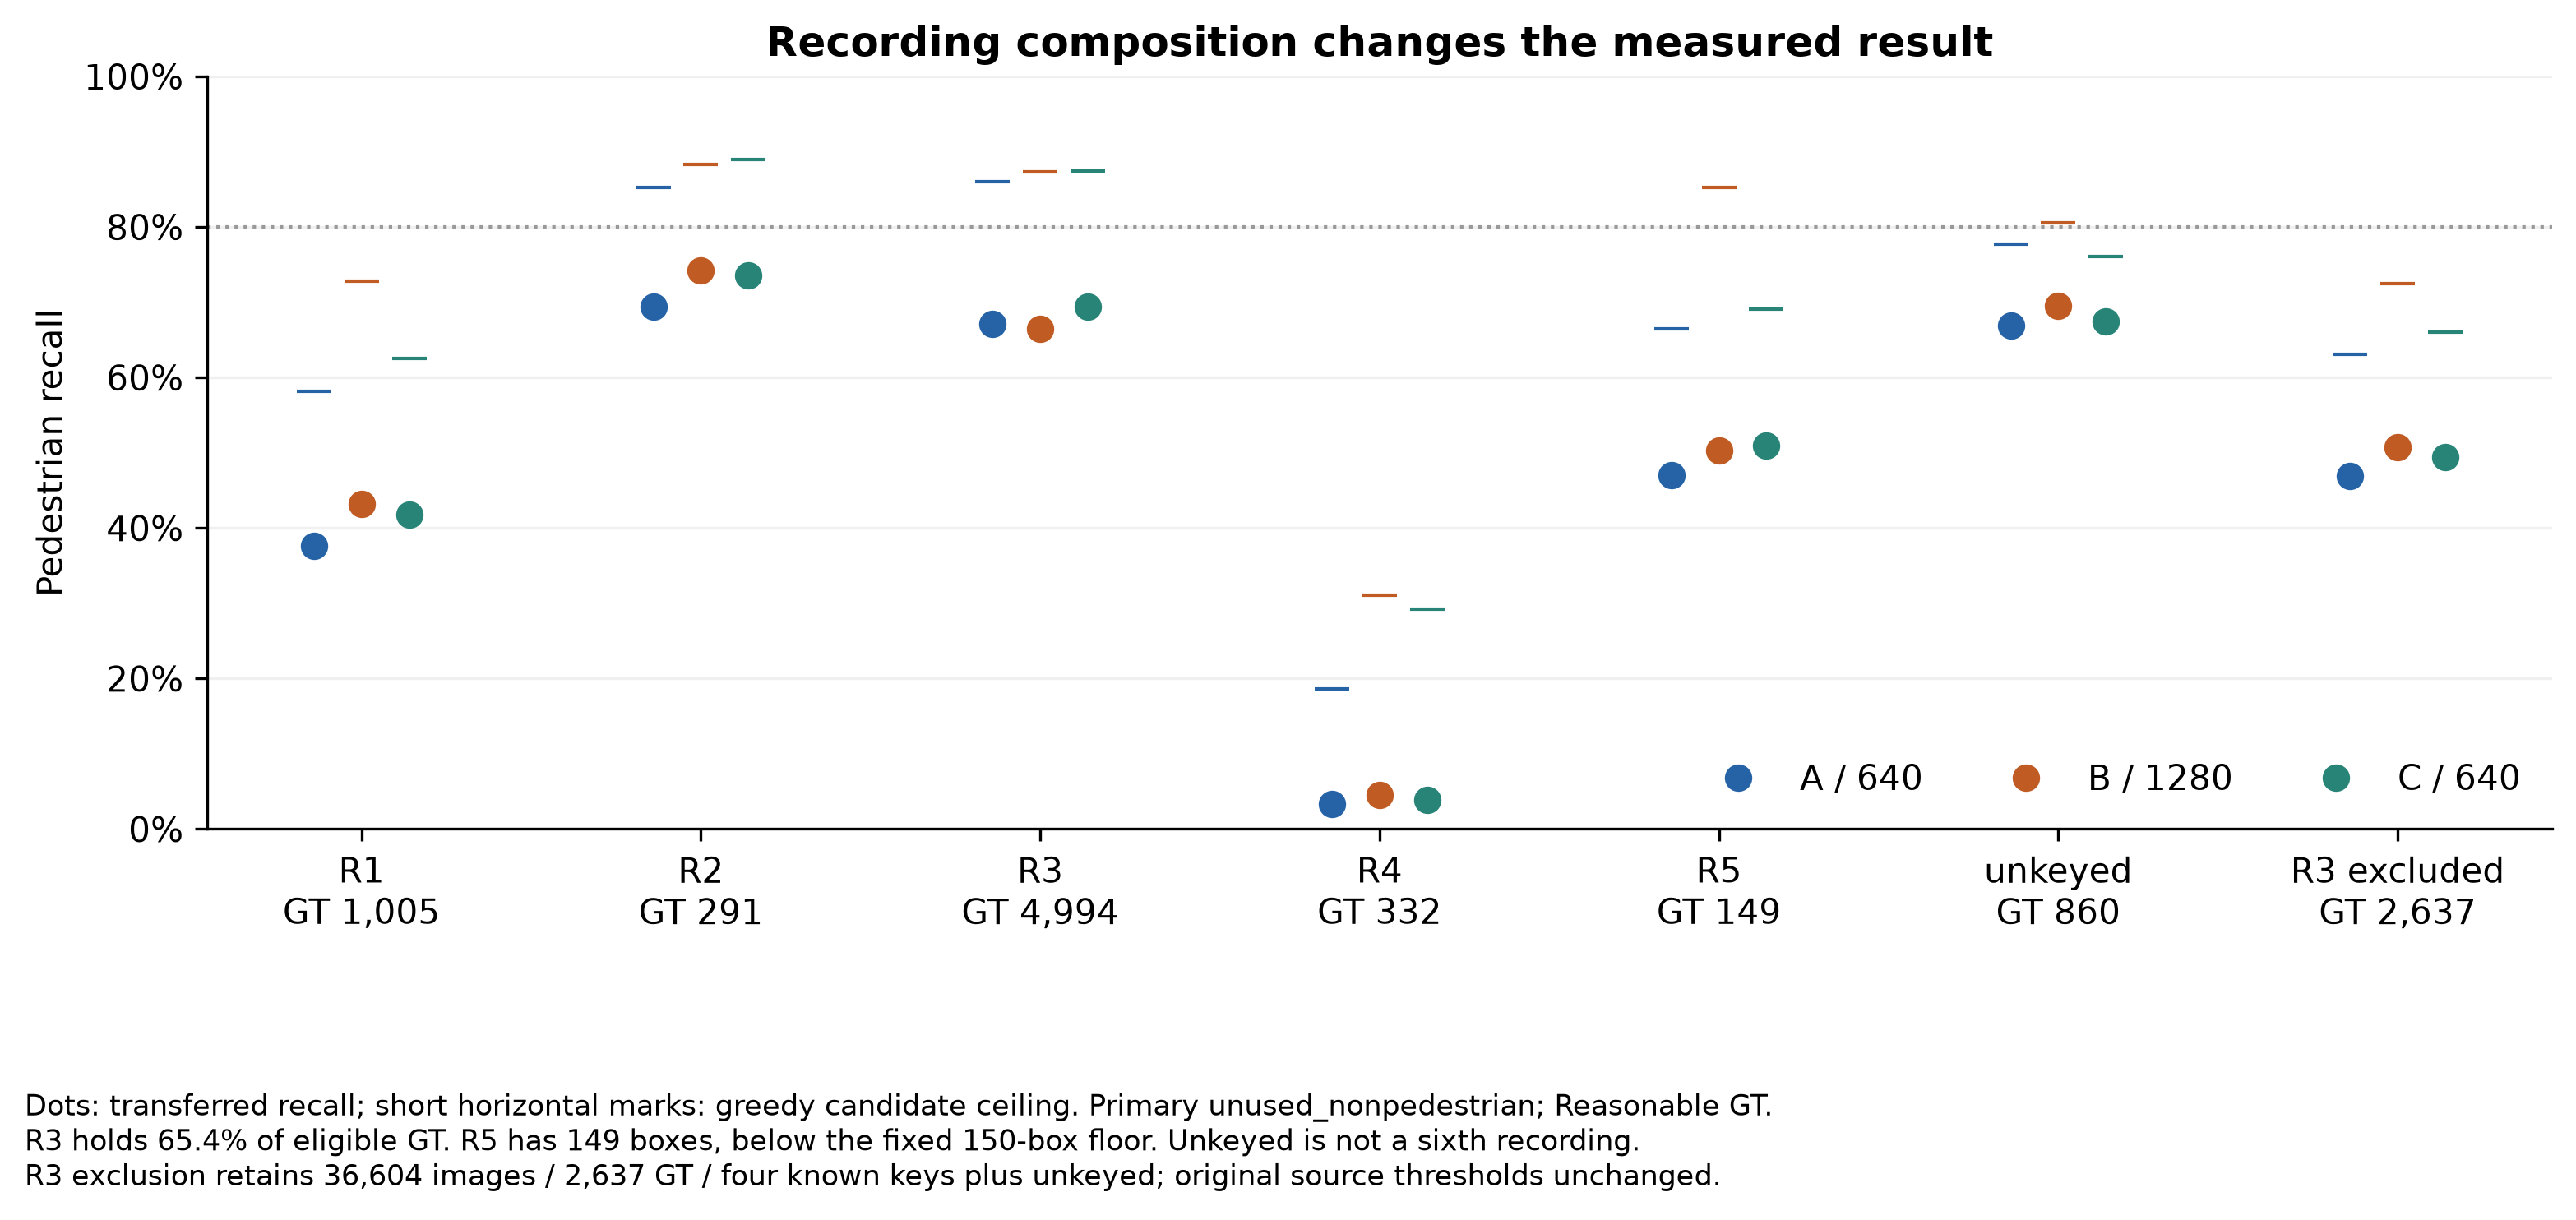 Recording composition changes the measured result
100%
80%
60%
40%
20%
0%
Pedestrian recall
A / 640
B / 1280
C / 640
R1
GT 1,005
R2
GT 291
R3
GT 4,994
R4
GT 332
R5
GT 149
unkeyed
GT 860
R3 excluded
GT 2,637
Dots: transferred recall; short horizontal marks: greedy candidate ceiling. Primary unused_nonpedestrian; Reasonable GT.
R3 holds 65.4% of eligible GT. R5 has 149 boxes, below the fixed 150-box floor. Unkeyed is not a sixth recording.
R3 exclusion retains 36,604 images / 2,637 GT / four known keys plus unkeyed; original source thresholds unchanged.